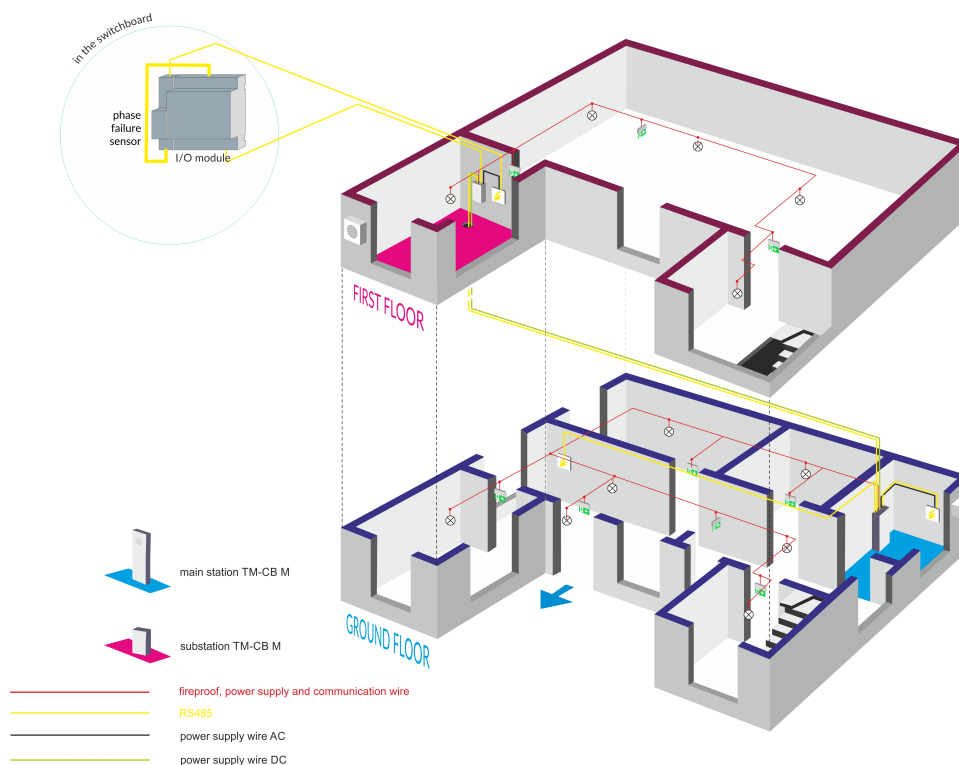 in the switchboard
phase
failure
sensor
I/O module
FIRST FLOOR
GROUND FLOOR
main station TM-CB M
substation TM-CB M
fireproof, power supply and communication wire
RS485
power supply wire AC
power supply wire DC